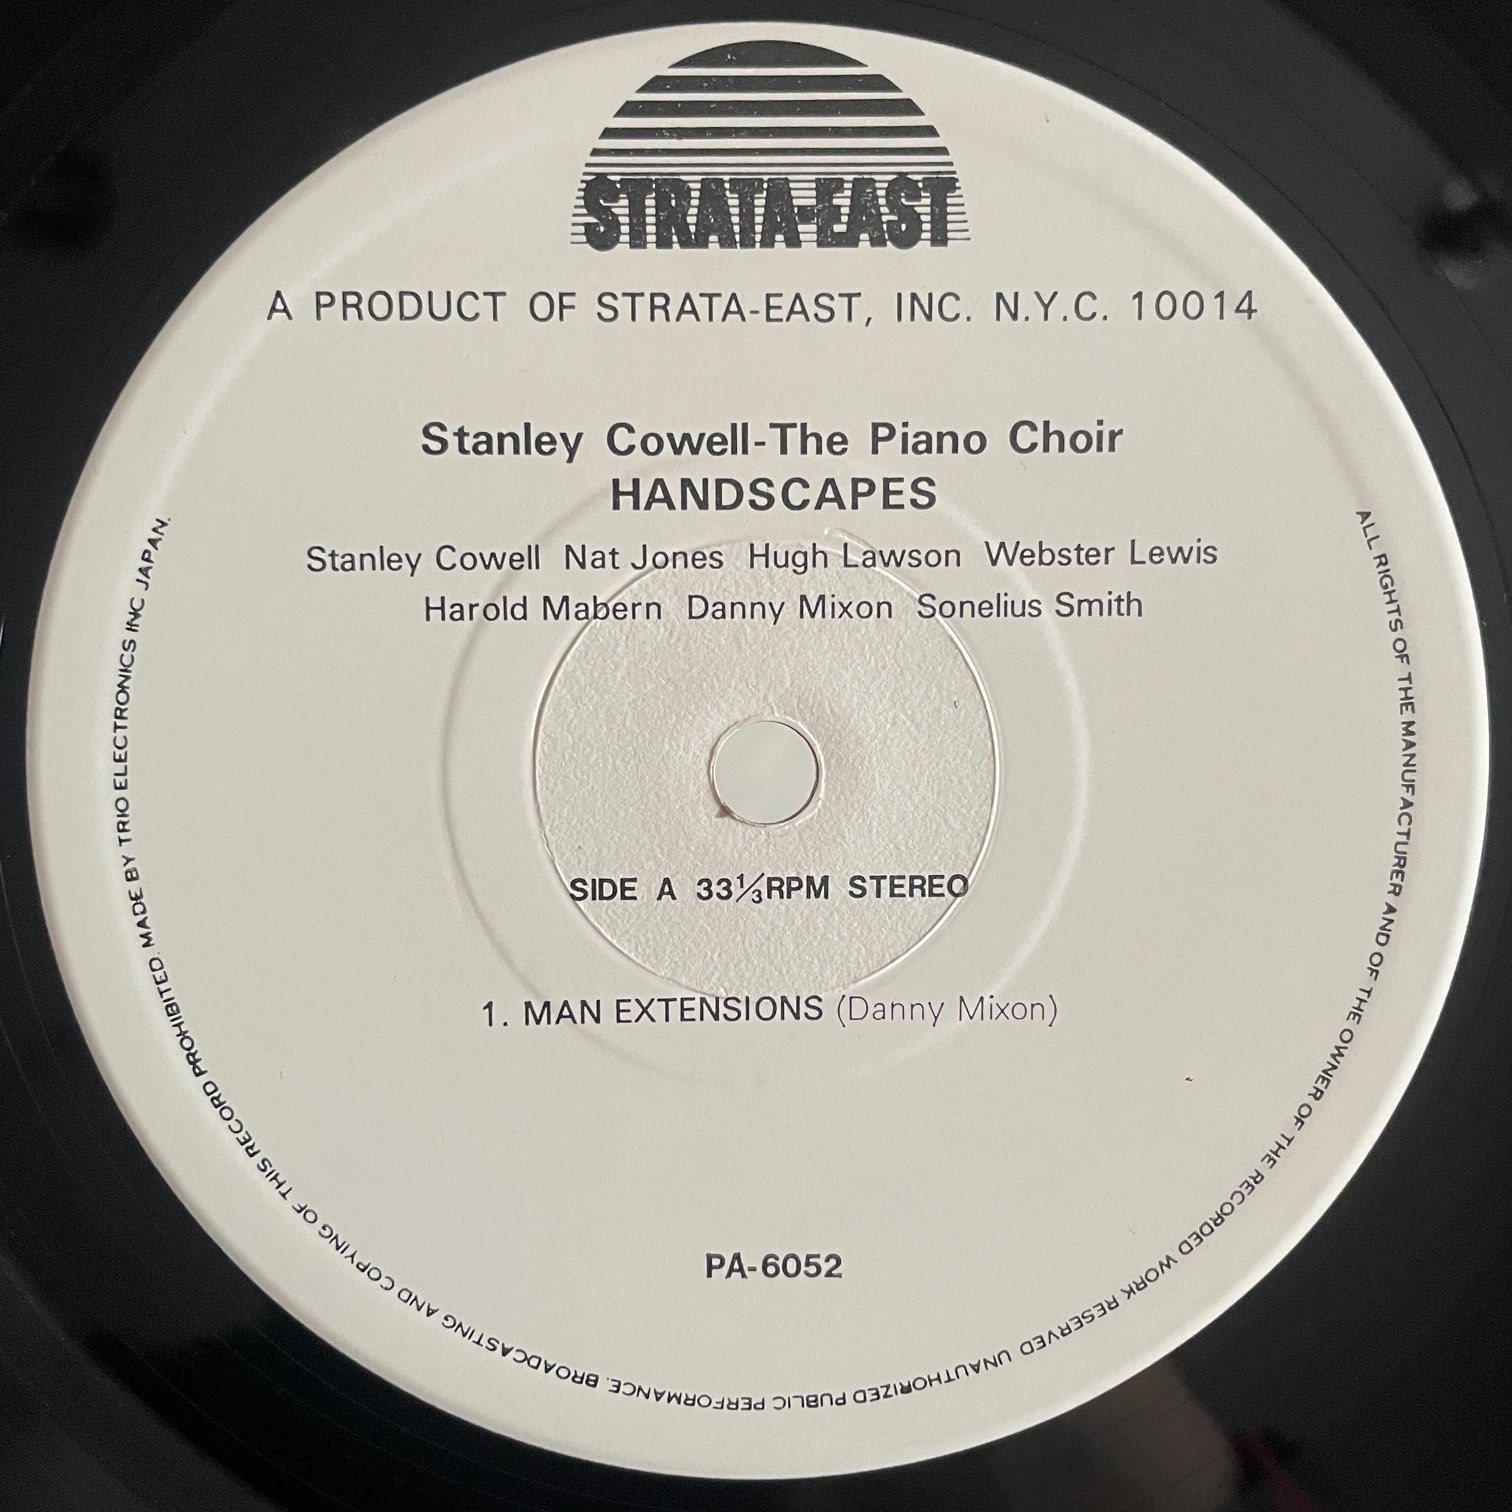 STRATA-EAST
A PRODUCT OF STRATA-EAST, INC. N.Y.C. 10014
Stanley Cowell-The Piano Choir
HANDSCAPES
Stanley Cowell Nat Jones Hugh Lawson Webster Lewis
Harold Mabern Danny Mixon Sonelius Smith
SIDE A 33⅓RPM STEREO
1. MAN EXTENSIONS (Danny Mixon)
PA-6052
ALL RIGHTS OF THE MANUFACTURER AND OF THE OWNER OF THE RECORDED WORK RESERVED UNAUTHORIZED PUBLIC PERFORMANCE. BROADCASTING AND COPYING OF THIS RECORD PROHIBITED. MADE BY TRIO ELECTRONICS INC JAPAN.